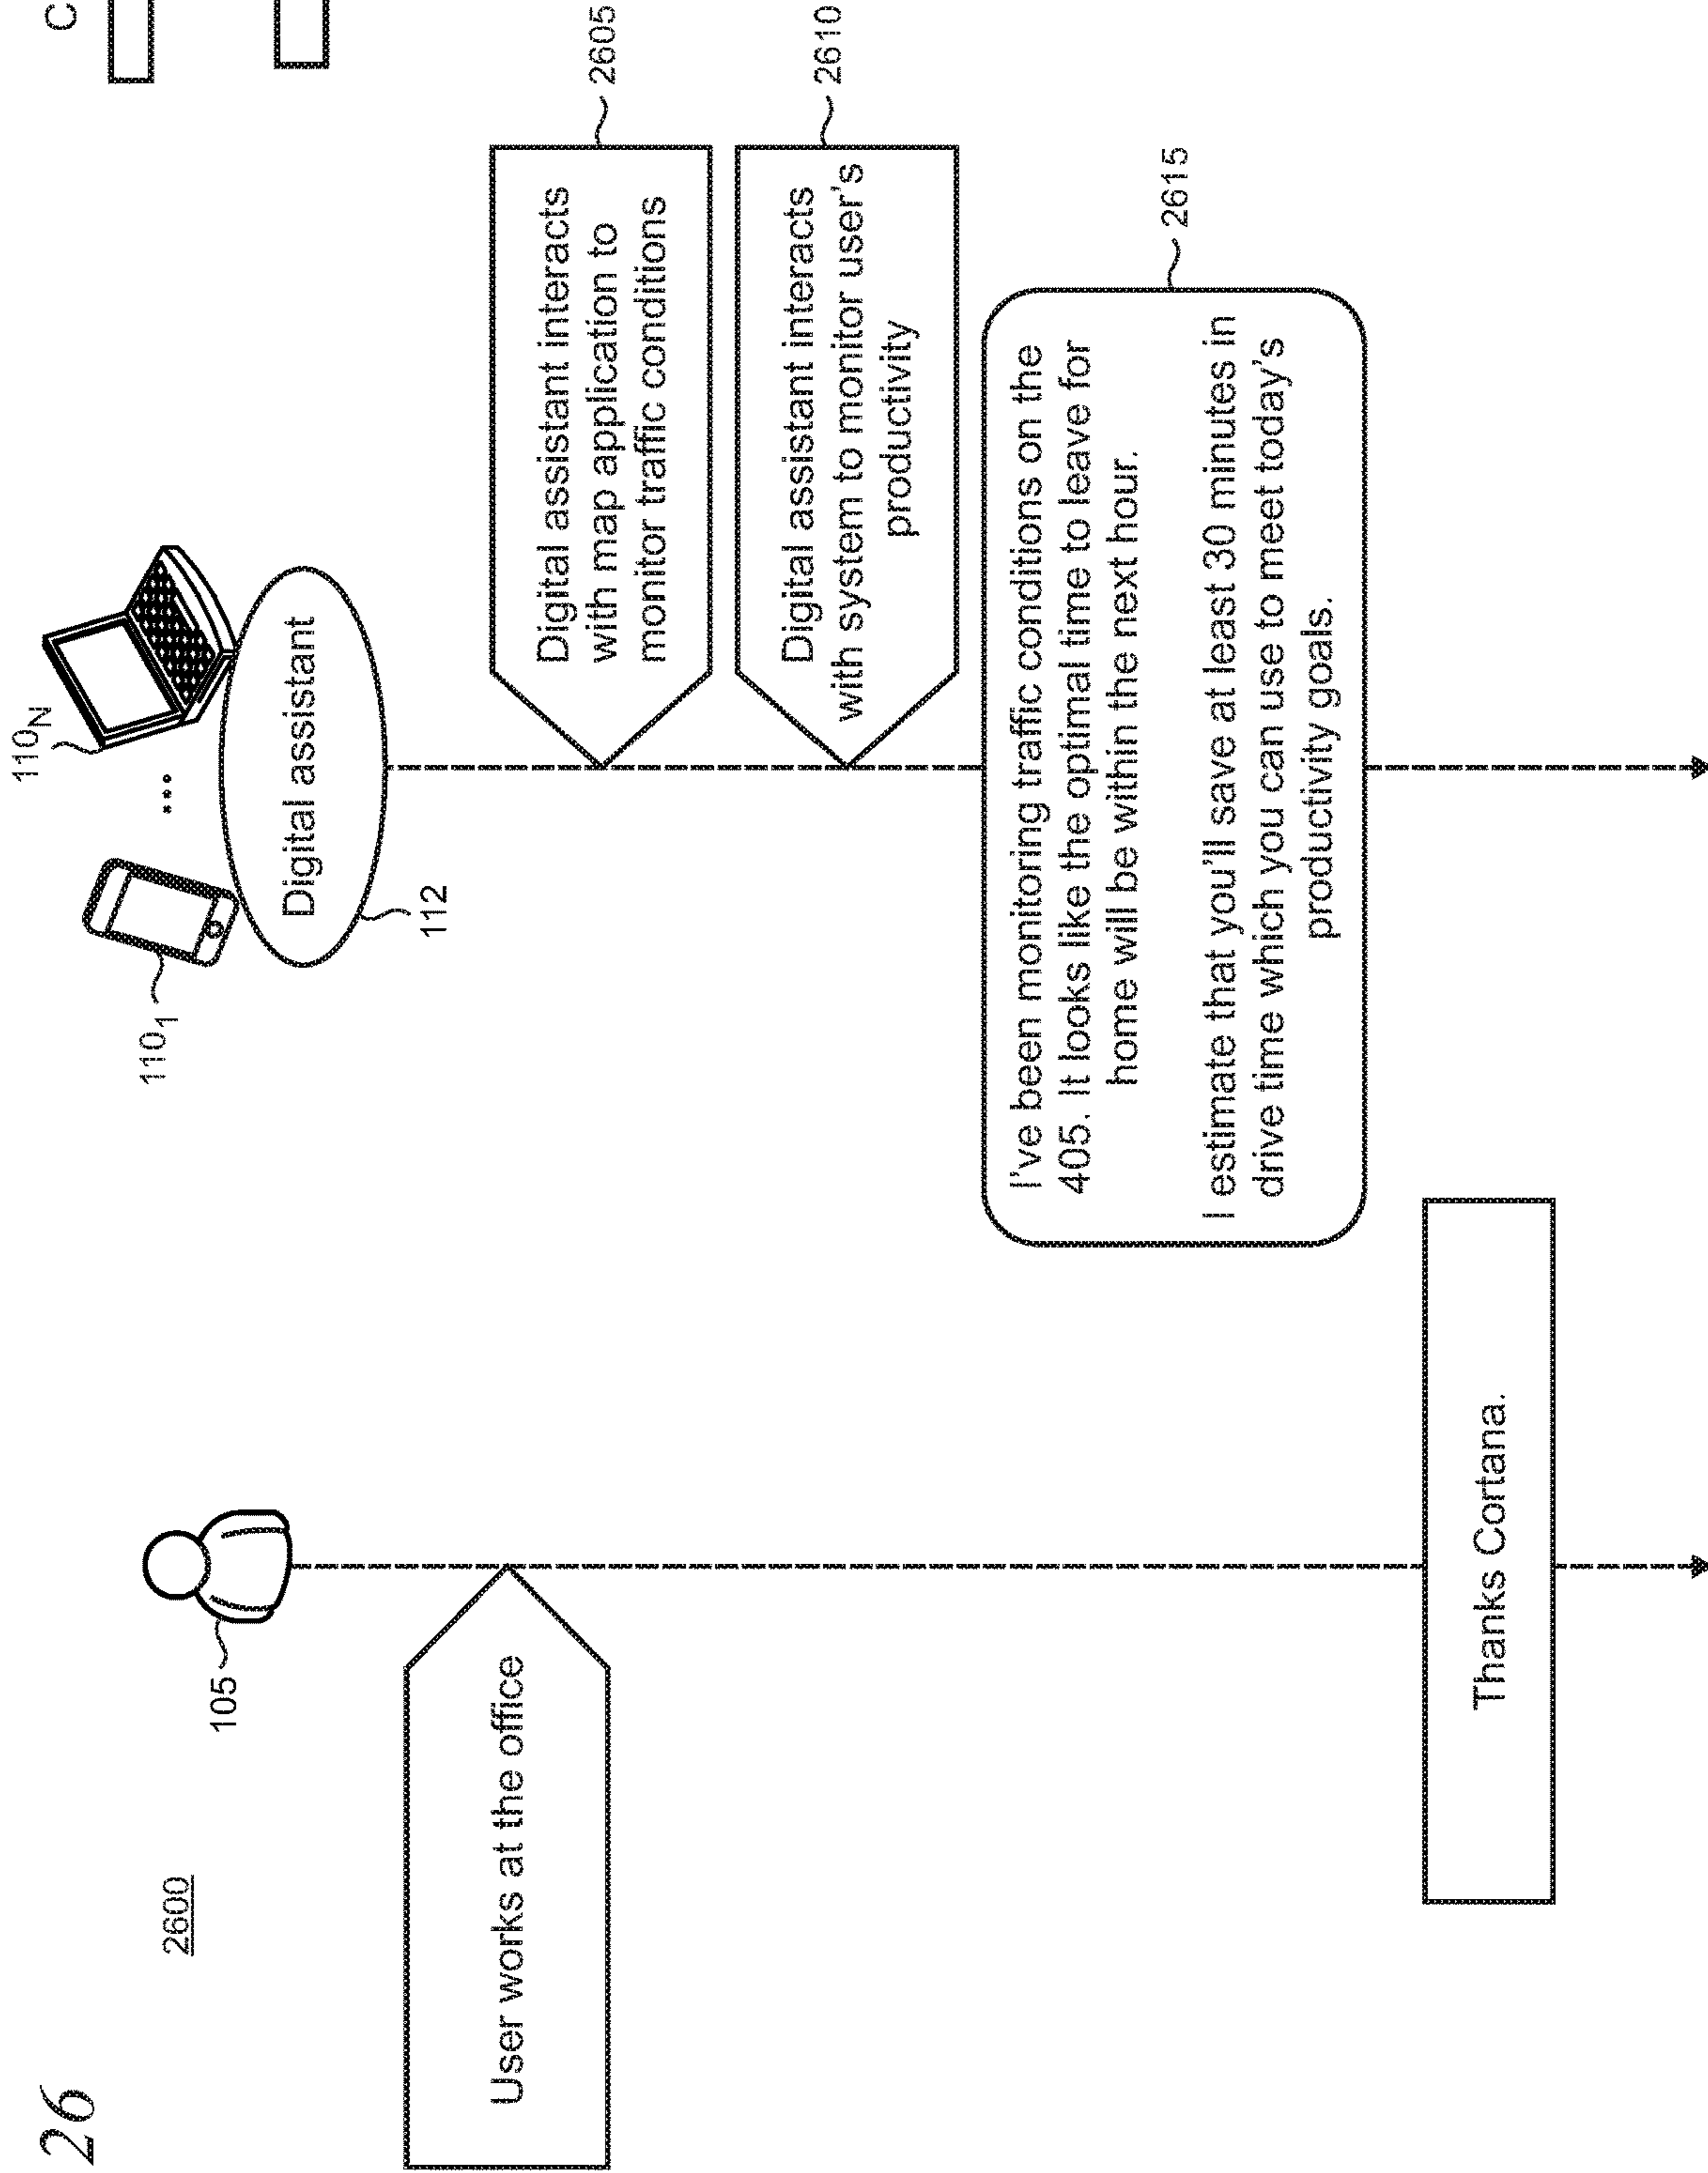 26
2600
105
110₁
...
110N
C
Digital assistant
112
User works at the office
Digital assistant interacts
with map application to
monitor traffic conditions
2605
Digital assistant interacts
with system to monitor user's
productivity
2610
I've been monitoring traffic conditions on the
405. It looks like the optimal time to leave for
home will be within the next hour.
I estimate that you'll save at least 30 minutes in
drive time which you can use to meet today's
productivity goals.
2615
Thanks Cortana.